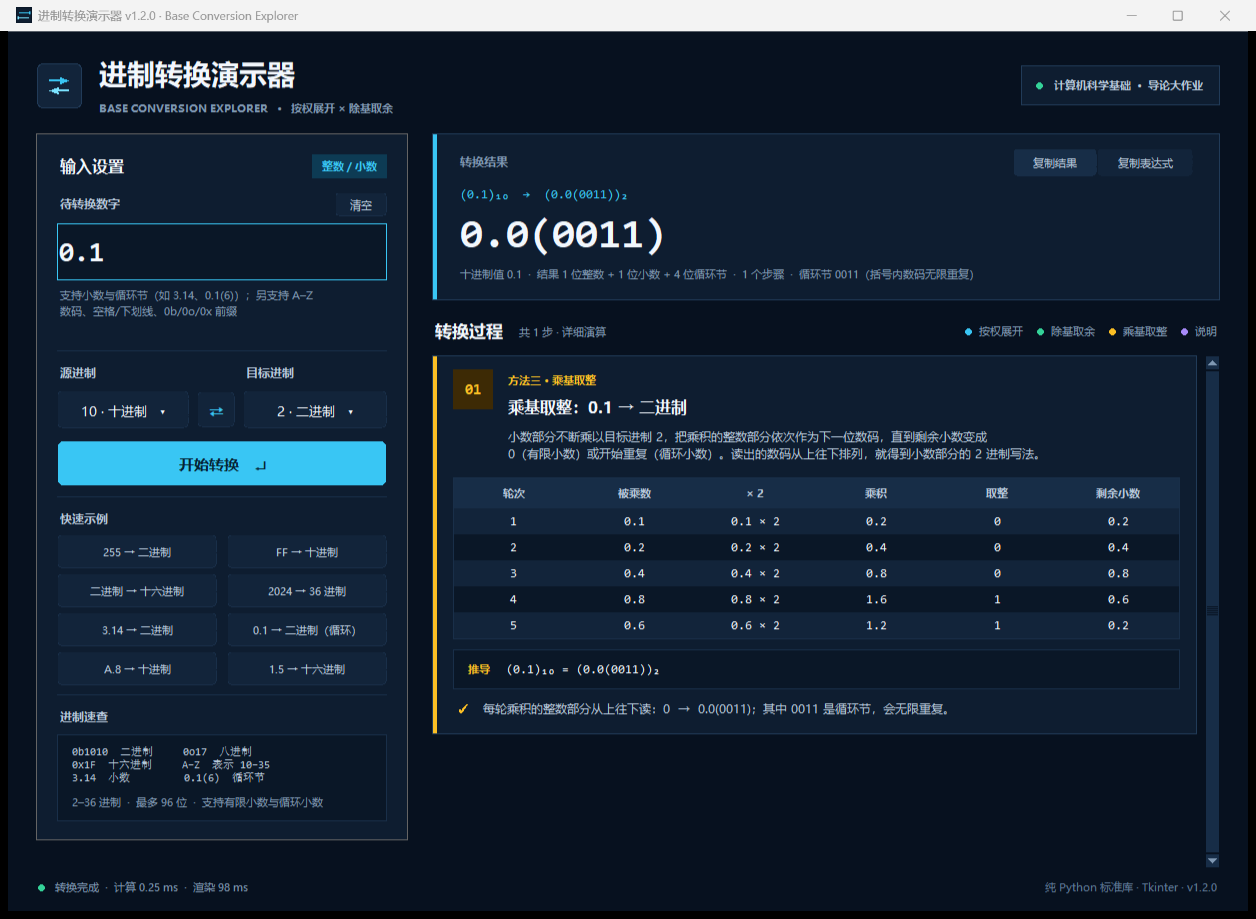 进制转换演示器 v1.2.0 · Base Conversion Explorer
进制转换演示器
BASE CONVERSION EXPLORER • 按权展开 × 除基取余
计算机科学基础 • 导论大作业
输入设置
整数 / 小数
待转换数字
清空
0.1
支持小数与循环节（如 3.14、0.1(6)）；另支持 A–Z
数码、空格/下划线、0b/0o/0x 前缀
源进制
目标进制
10 · 十进制 ▾
⇄
2 · 二进制 ▾
开始转换 ↵
快速示例
255 → 二进制
FF → 十进制
二进制 → 十六进制
2024 → 36 进制
3.14 → 二进制
0.1 → 二进制（循环）
A.8 → 十进制
1.5 → 十六进制
进制速查
0b1010 二进制 0o17 八进制
0x1F 十六进制 A-Z 表示 10-35
3.14 小数 0.1(6) 循环节
2–36 进制 · 最多 96 位 · 支持有限小数与循环小数
转换结果
复制结果
复制表达式
(0.1)₁₀ → (0.0(0011))₂
0.0(0011)
十进制值 0.1 · 结果 1 位整数 + 1 位小数 + 4 位循环节 · 1 个步骤 · 循环节 0011（括号内数码无限重复）
转换过程
共 1 步 · 详细演算
按权展开
除基取余
乘基取整
说明
01
方法三 • 乘基取整
乘基取整：0.1 → 二进制
小数部分不断乘以目标进制 2，把乘积的整数部分依次作为下一位数码，直到剩余小数变成
0（有限小数）或开始重复（循环小数）。读出的数码从上往下排列，就得到小数部分的 2 进制写法。
轮次 被乘数 × 2 乘积 取整 剩余小数
1 0.1 0.1 × 2 0.2 0 0.2
2 0.2 0.2 × 2 0.4 0 0.4
3 0.4 0.4 × 2 0.8 0 0.8
4 0.8 0.8 × 2 1.6 1 0.6
5 0.6 0.6 × 2 1.2 1 0.2
推导 (0.1)₁₀ = (0.0(0011))₂
✓ 每轮乘积的整数部分从上往下读：0 → 0.0(0011)；其中 0011 是循环节，会无限重复。
转换完成 · 计算 0.25 ms · 渲染 98 ms
纯 Python 标准库 · Tkinter · v1.2.0